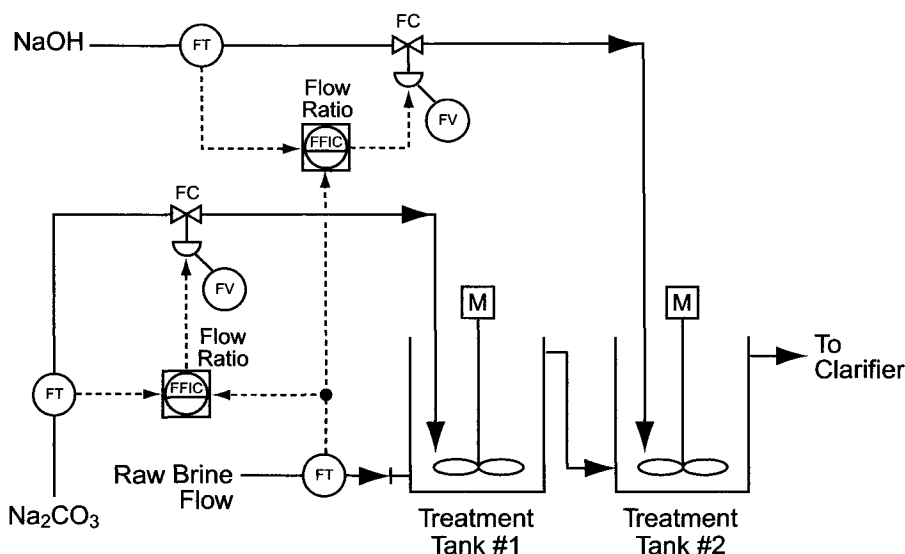 NaOH
FT
FC
Flow
Ratio
FFIC
FV
FC
FV
Flow
Ratio
FT
FFIC
M
M
To
Clarifier
Raw Brine
Flow
FT
Na₂CO₃
Treatment
Tank #1
Treatment
Tank #2